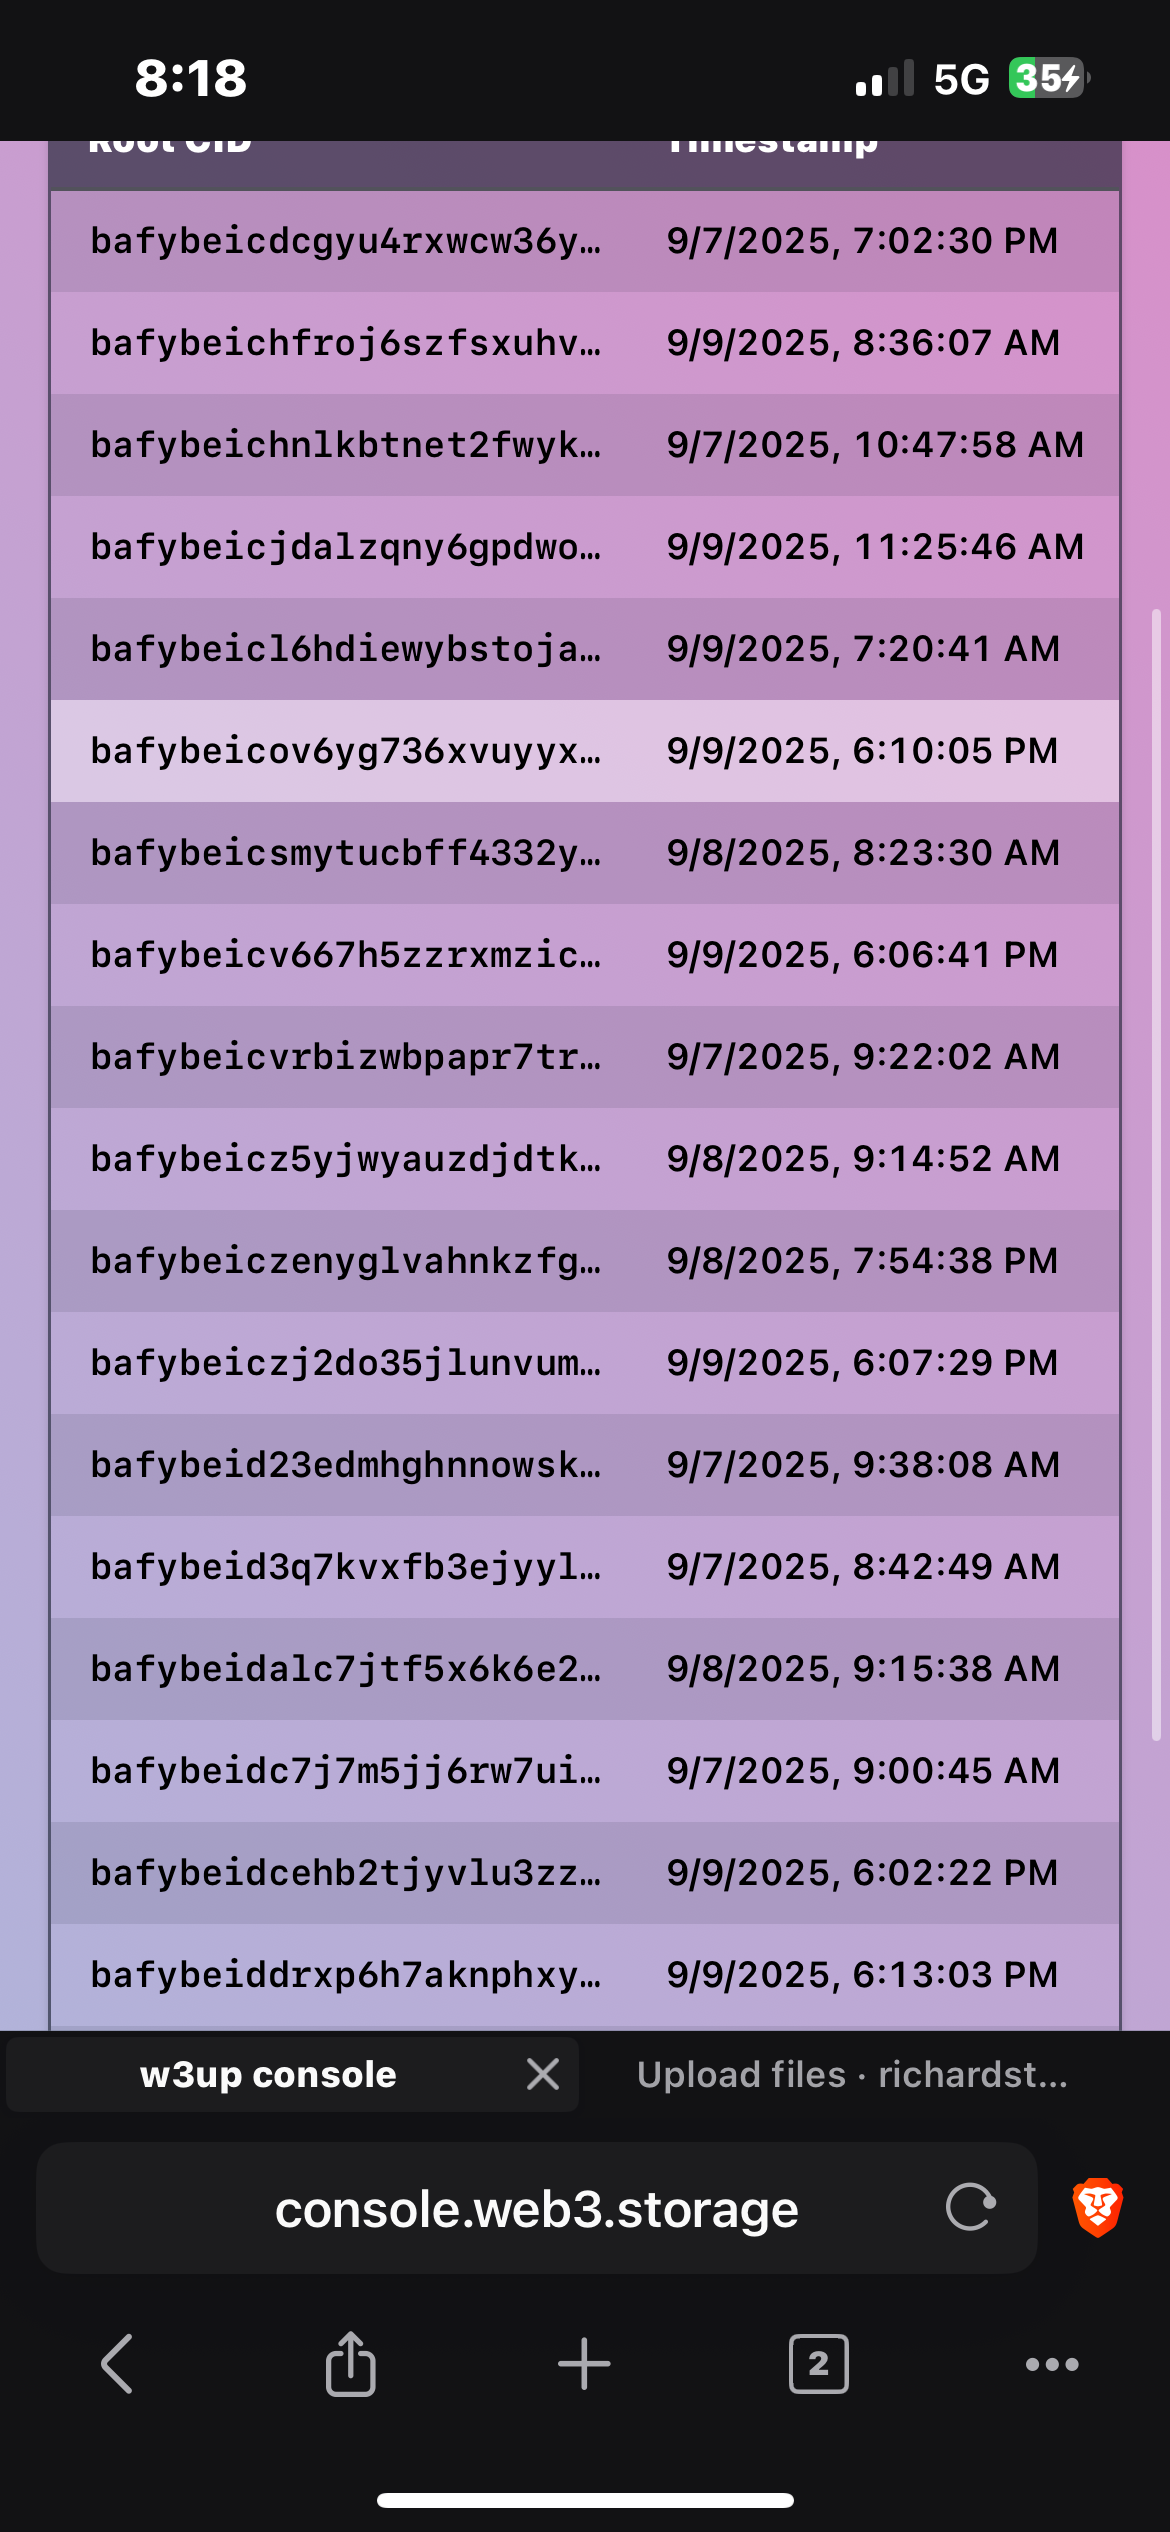 8:18 5G 35
Root CID Timestamp
bafybeicdcgyu4rxwcw36y… 9/7/2025, 7:02:30 PM
bafybeichfroj6szfsxuhv… 9/9/2025, 8:36:07 AM
bafybeichnlkbtnet2fwyk… 9/7/2025, 10:47:58 AM
bafybeicjdalzqny6gpdwo… 9/9/2025, 11:25:46 AM
bafybeicl6hdiewybstoja… 9/9/2025, 7:20:41 AM
bafybeicov6yg736xvuyyx… 9/9/2025, 6:10:05 PM
bafybeicsmytucbff4332y… 9/8/2025, 8:23:30 AM
bafybeicv667h5zzrxmzic… 9/9/2025, 6:06:41 PM
bafybeicvrbizwbpapr7tr… 9/7/2025, 9:22:02 AM
bafybeicz5yjwyauzdjdtk… 9/8/2025, 9:14:52 AM
bafybeiczenyglvahnkzfg… 9/8/2025, 7:54:38 PM
bafybeiczj2do35jlunvum… 9/9/2025, 6:07:29 PM
bafybeid23edmhghnnowsk… 9/7/2025, 9:38:08 AM
bafybeid3q7kvxfb3ejyyl… 9/7/2025, 8:42:49 AM
bafybeidalc7jtf5x6k6e2… 9/8/2025, 9:15:38 AM
bafybeidc7j7m5jj6rw7ui… 9/7/2025, 9:00:45 AM
bafybeidcehb2tjyvlu3zz… 9/9/2025, 6:02:22 PM
bafybeiddrxp6h7aknphxy… 9/9/2025, 6:13:03 PM
w3up console Upload files · richardst...
console.web3.storage
2